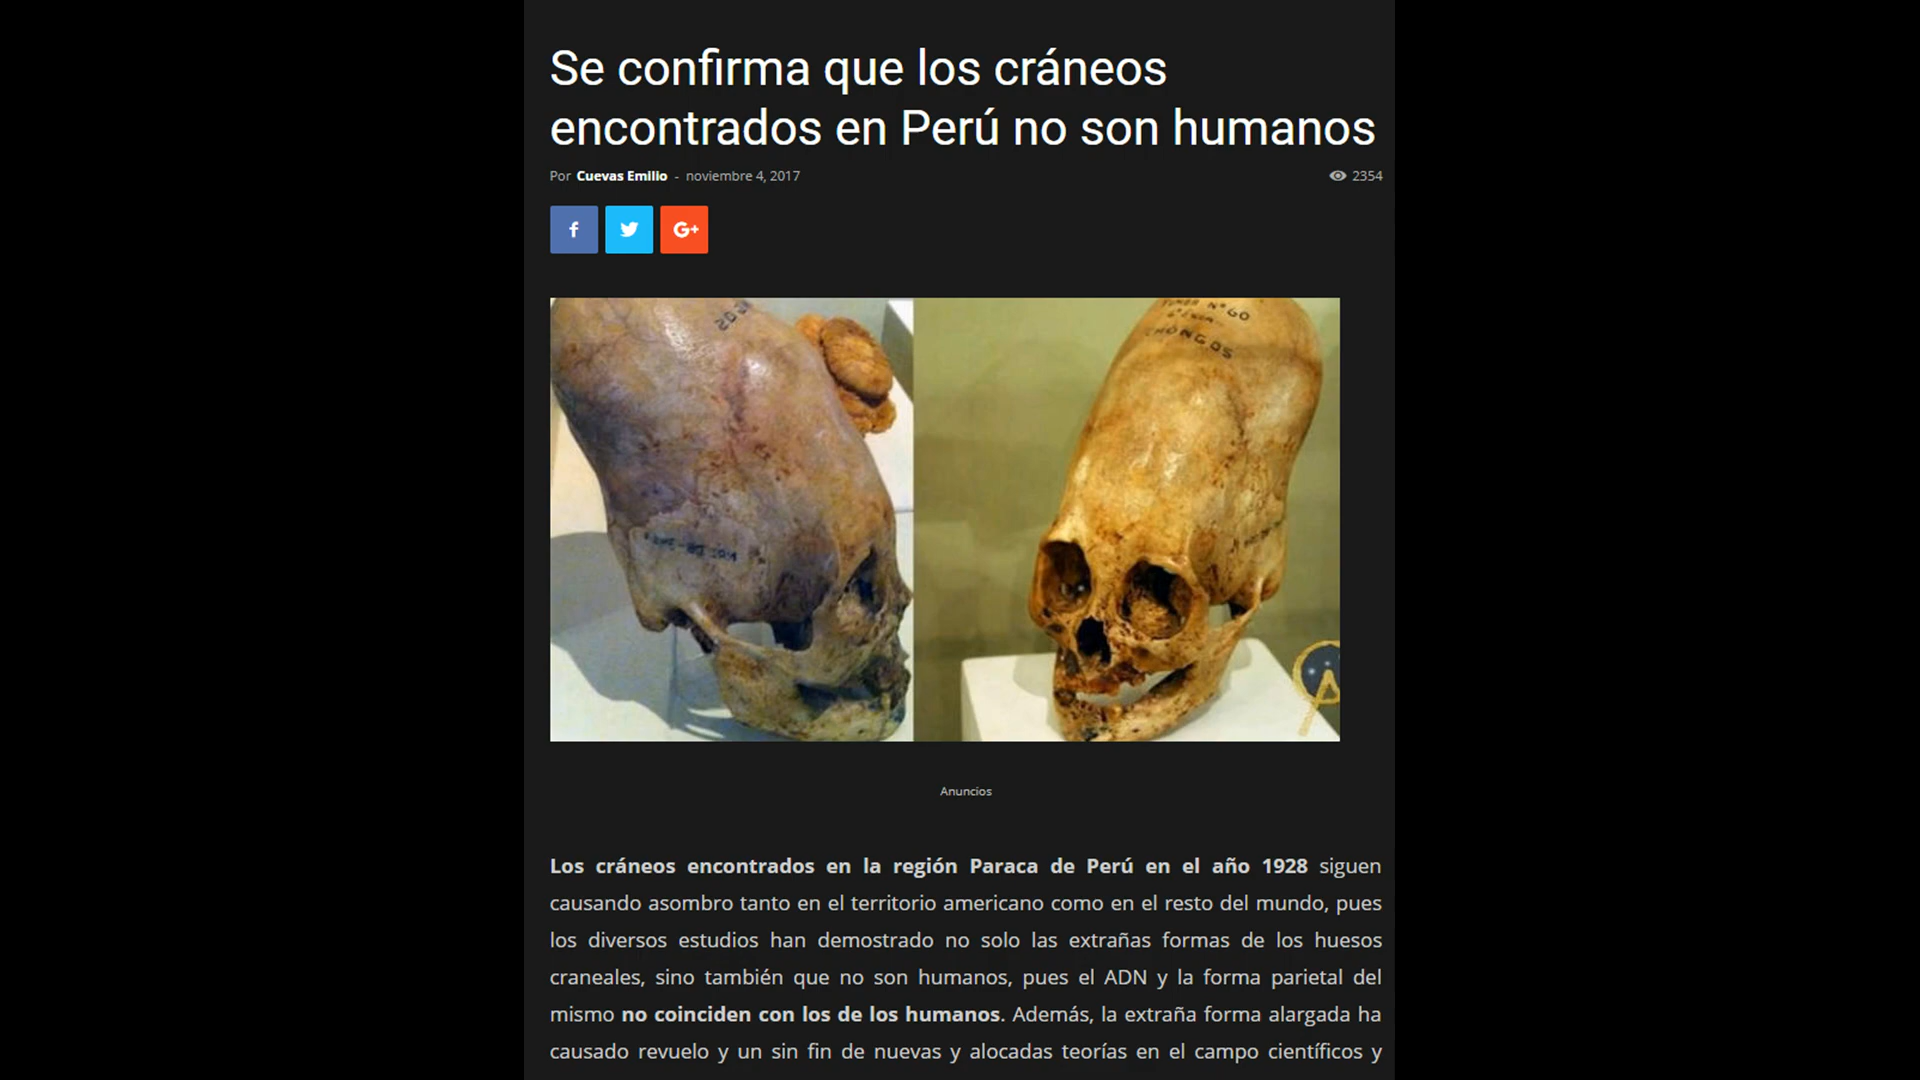 Se confirma que los cráneos
encontrados en Perú no son humanos
Por Cuevas Emilio - noviembre 4, 2017 2354
f G+
CHONGOS
Anuncios
Los cráneos encontrados en la región Paraca de Perú en el año 1928 siguen
causando asombro tanto en el territorio americano como en el resto del mundo, pues
los diversos estudios han demostrado no solo las extrañas formas de los huesos
craneales, sino también que no son humanos, pues el ADN y la forma parietal del
mismo no coinciden con los de los humanos. Además, la extraña forma alargada ha
causado revuelo y un sin fin de nuevas y alocadas teorías en el campo científicos y